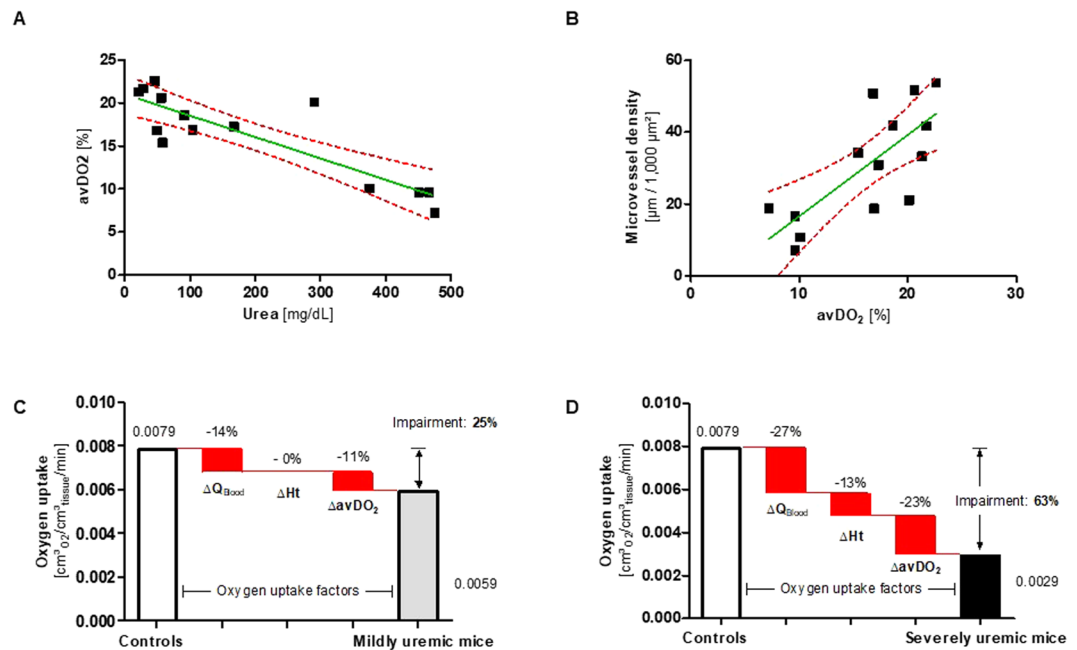 A
avDO2 [%]
25
20
15
10
5
0
0 100 200 300 400 500
Urea [mg/dL]
B
Microvessel density
[µm / 1,000 µm²]
60
40
20
0
0 10 20 30
avDO₂ [%]
C
Oxygen uptake
[cm³O2/cm³tissue/min]
0.010
0.008
0.006
0.004
0.002
0.000
0.0079
-14%
- 0%
-11%
Impairment: 25%
ΔQBlood
ΔHt
ΔavDO₂
Oxygen uptake factors
0.0059
Controls
Mildly uremic mice
D
Oxygen uptake
[cm³O2/cm³tissue/min]
0.010
0.008
0.006
0.004
0.002
0.000
0.0079
-27%
-13%
-23%
Impairment: 63%
ΔQBlood
ΔHt
ΔavDO₂
Oxygen uptake factors
0.0029
Controls
Severely uremic mice